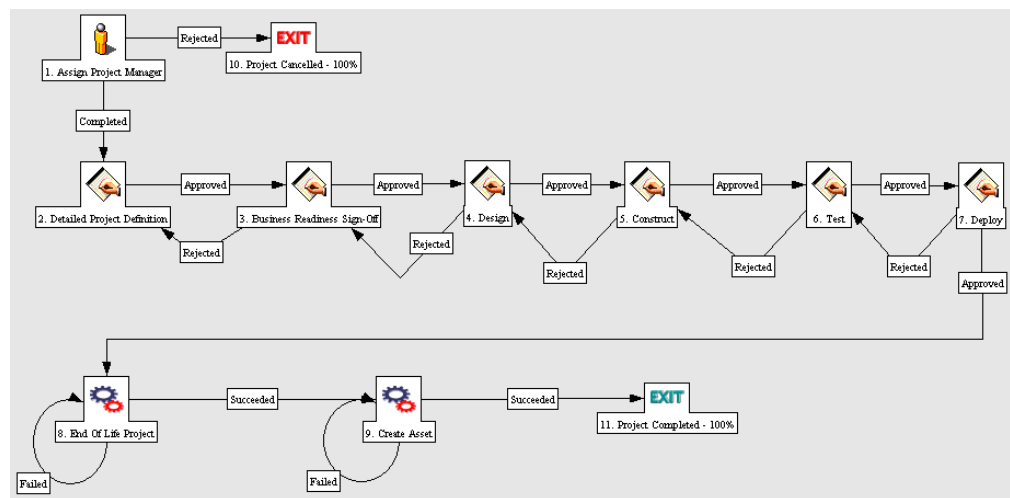 Rejected
EXIT
1. Assign Project Manager
10. Project Cancelled - 100%
Completed
Approved
Approved
Approved
Approved
Approved
2. Detailed Project Definition
3. Business Readiness Sign-Off
4. Design
5. Construct
6. Test
7. Deploy
Rejected
Rejected
Rejected
Rejected
Rejected
Approved
Succeeded
Succeeded
EXIT
8. End Of Life Project
9. Create Asset
11. Project Completed - 100%
Failed
Failed